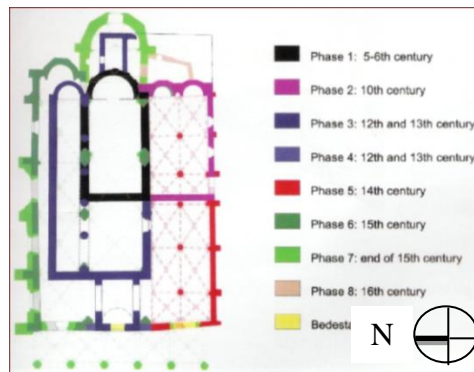 Phase 1: 5-6th century
Phase 2: 10th century
Phase 3: 12th and 13th century
Phase 4: 12th and 13th century
Phase 5: 14th century
Phase 6: 15th century
Phase 7: end of 15th century
Phase 8: 16th century
Bedesta
N